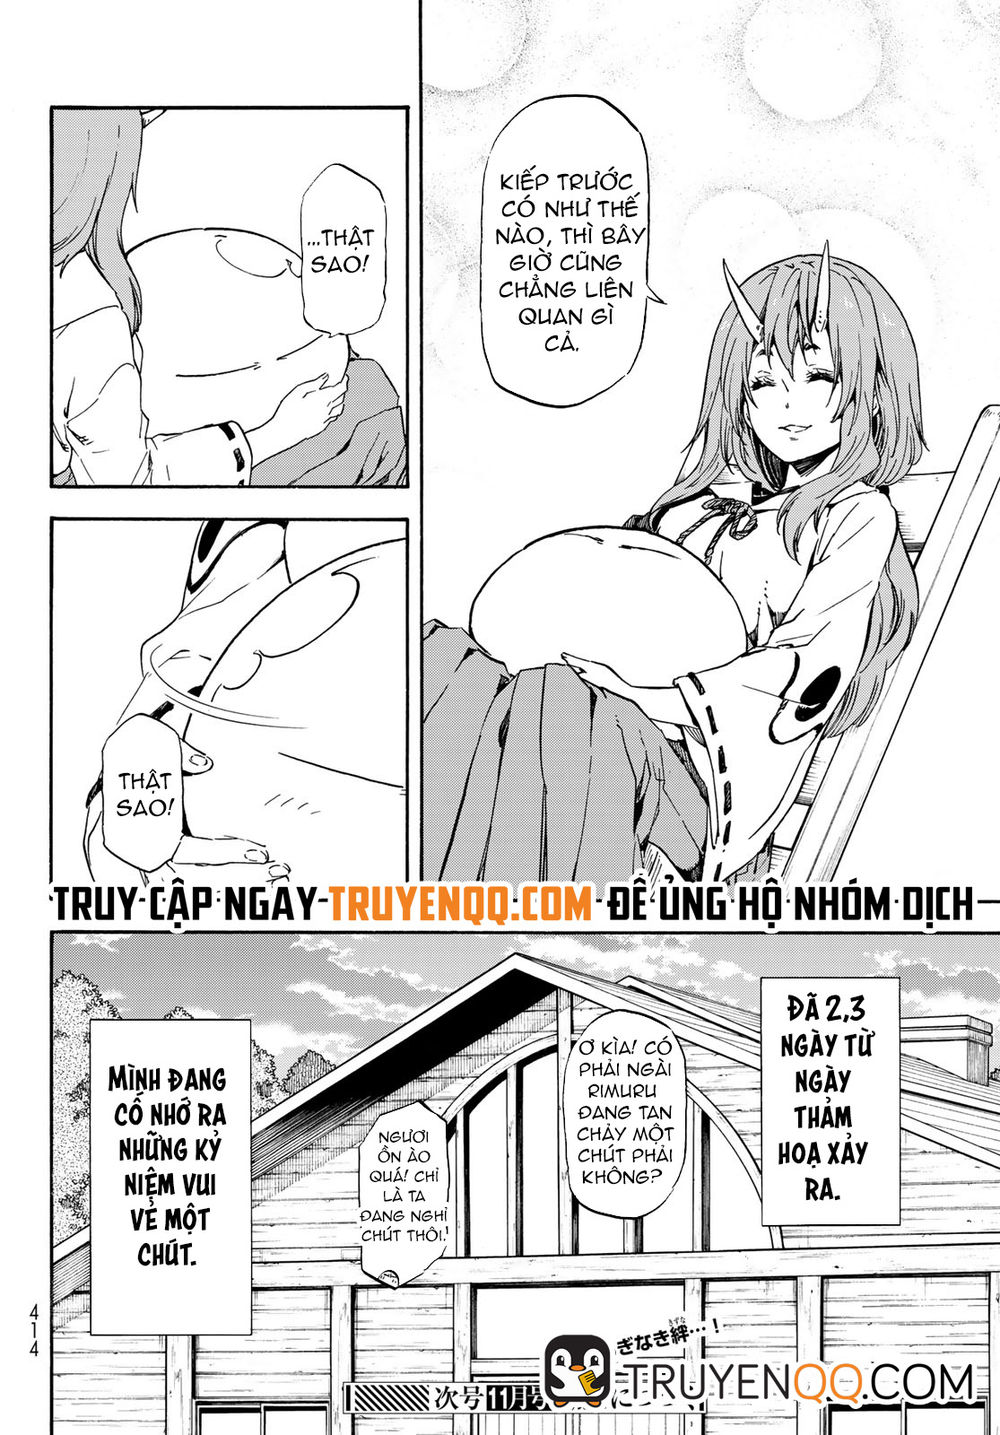 KIẾP TRƯỚC
CÓ NHƯ THẾ
NÀO, THÌ BÂY
GIỜ CŨNG
CHẲNG LIÊN
QUAN GÌ
CẢ.
...THẬT
SAO!
THẬT
SAO!
TRUY CẬP NGAY TRUYENQQ.COM ĐỂ ỦNG HỘ NHÓM DỊCH
ĐÃ 2,3
NGÀY TỪ
NGÀY
THẢM
HOẠ XẢY
RA.
Ơ KÌA! CÓ
PHẢI NGÀI
RIMURU
ĐANG TAN
CHẢY MỘT
CHÚT PHẢI
KHÔNG?
NGƯƠI
ỒN ÀO
QUÁ! CHỈ
LÀ TA
ĐANG NGHỈ
CHÚT THÔI!
MÌNH ĐANG
CỐ NHỚ RA
NHỮNG KỶ
NIỆM VUI
VẺ MỘT
CHÚT.
414
ぎなき絆…！
TRUYENQQ.COM
次号11月号